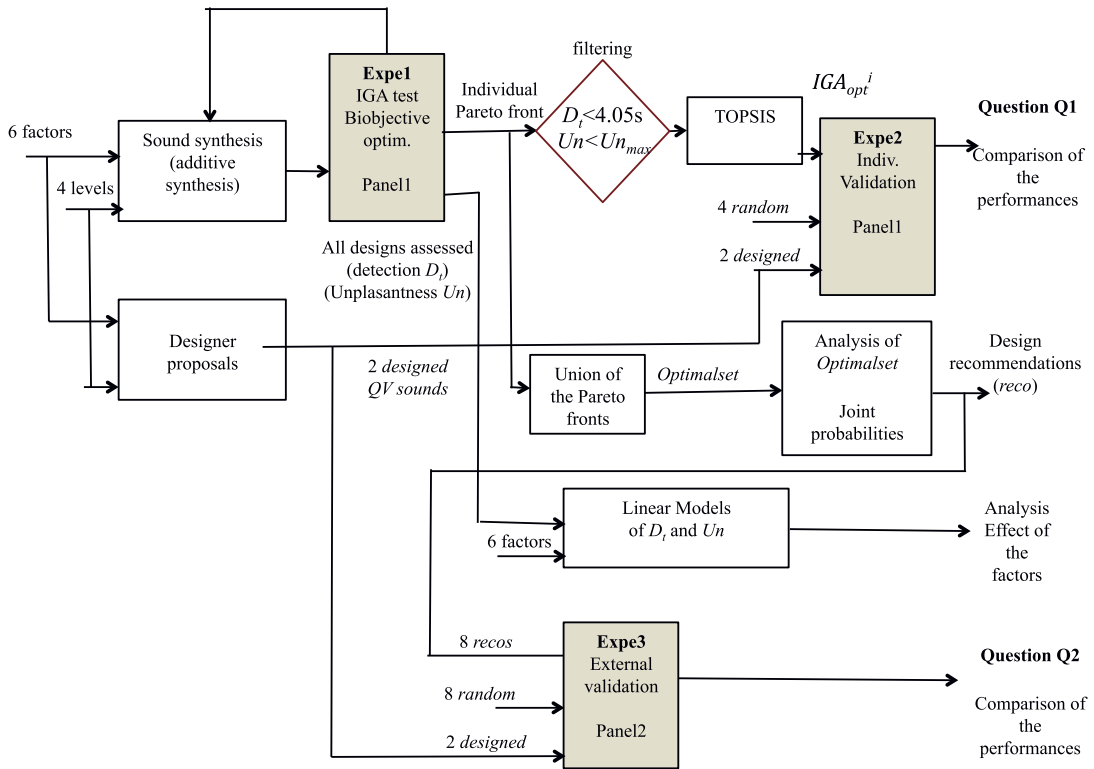 filtering
Expe1
IGA test
Biobjective
optim.
Panel1
Individual
Pareto front
D_t<4.05s
Un<Un_max
TOPSIS
IGA_opt^i
Question Q1
Comparison of
the
performances
6 factors
Sound synthesis
(additive
synthesis)
4 levels
Expe2
Indiv.
Validation
Panel1
4 random
2 designed
All designs assessed
(detection D_t)
(Unplasantness Un)
Designer
proposals
2 designed
QV sounds
Union of
the Pareto
fronts
Optimalset
Analysis of
Optimalset
Joint
probabilities
Design
recommendations
(reco)
Linear Models
of D_t and Un
6 factors
Analysis
Effect of
the
factors
8 recos
8 random
2 designed
Expe3
External
validation
Panel2
Question Q2
Comparison of
the
performances